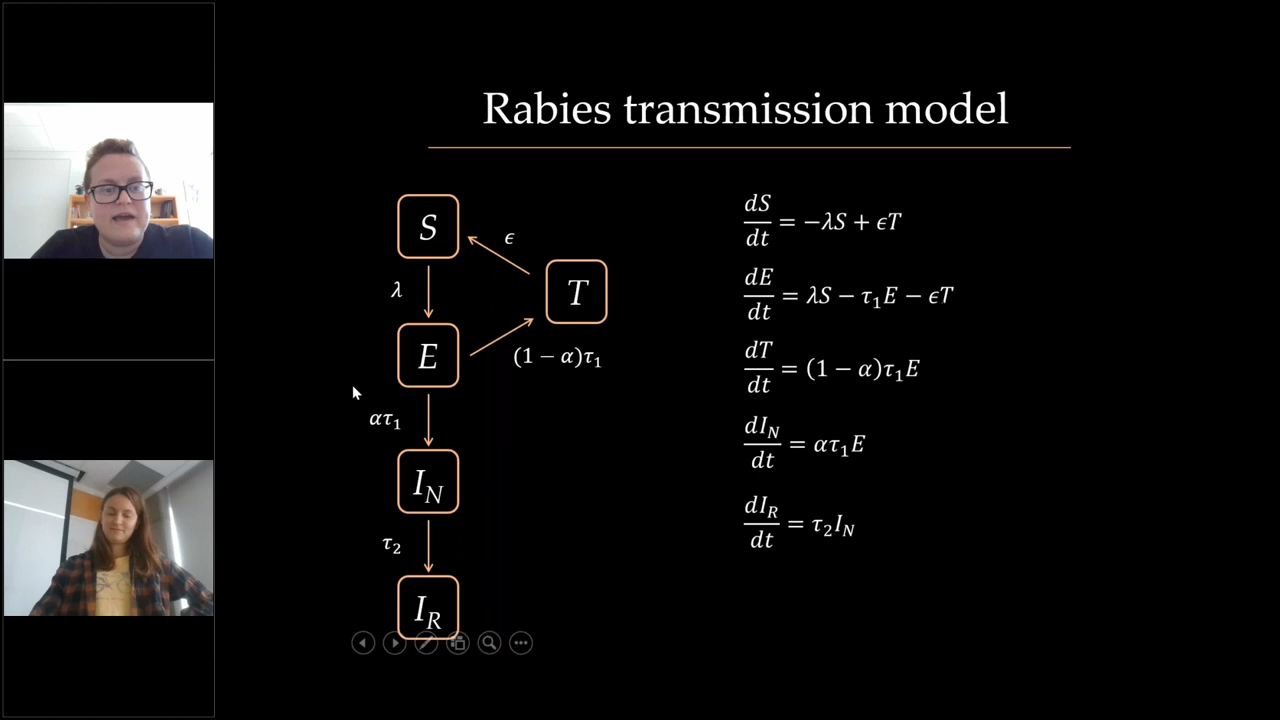 Rabies transmission model
S
ϵ
λ
T
E
(1 − α)τ₁
ατ₁
I_N
τ₂
I_R
dS/dt = −λS + ϵT
dE/dt = λS − τ₁E − ϵT
dT/dt = (1 − α)τ₁E
dI_N/dt = ατ₁E
dI_R/dt = τ₂I_N